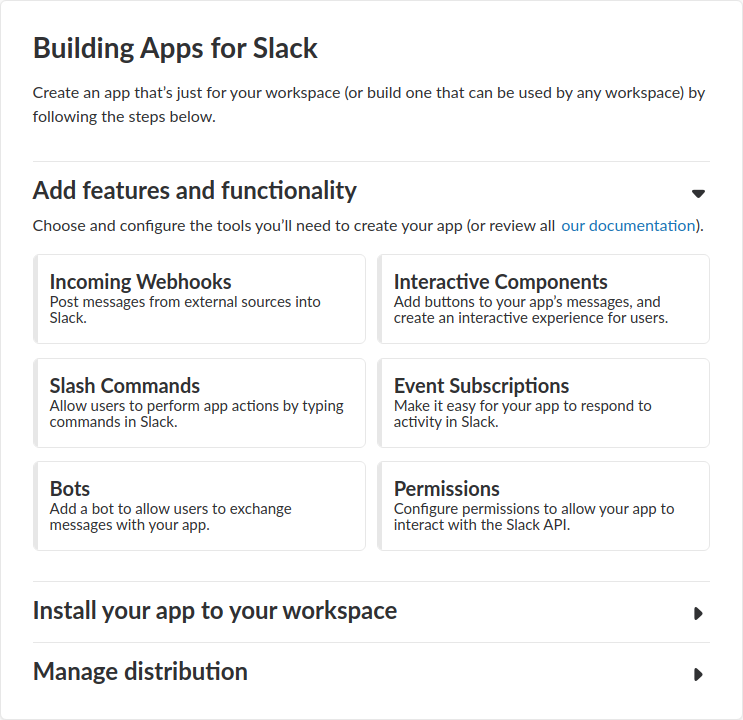 Building Apps for Slack
Create an app that’s just for your workspace (or build one that can be used by any workspace) by
following the steps below.
Add features and functionality
Choose and configure the tools you’ll need to create your app (or review all our documentation).
Incoming Webhooks
Post messages from external sources into
Slack.
Interactive Components
Add buttons to your app’s messages, and
create an interactive experience for users.
Slash Commands
Allow users to perform app actions by typing
commands in Slack.
Event Subscriptions
Make it easy for your app to respond to
activity in Slack.
Bots
Add a bot to allow users to exchange
messages with your app.
Permissions
Configure permissions to allow your app to
interact with the Slack API.
Install your app to your workspace
Manage distribution